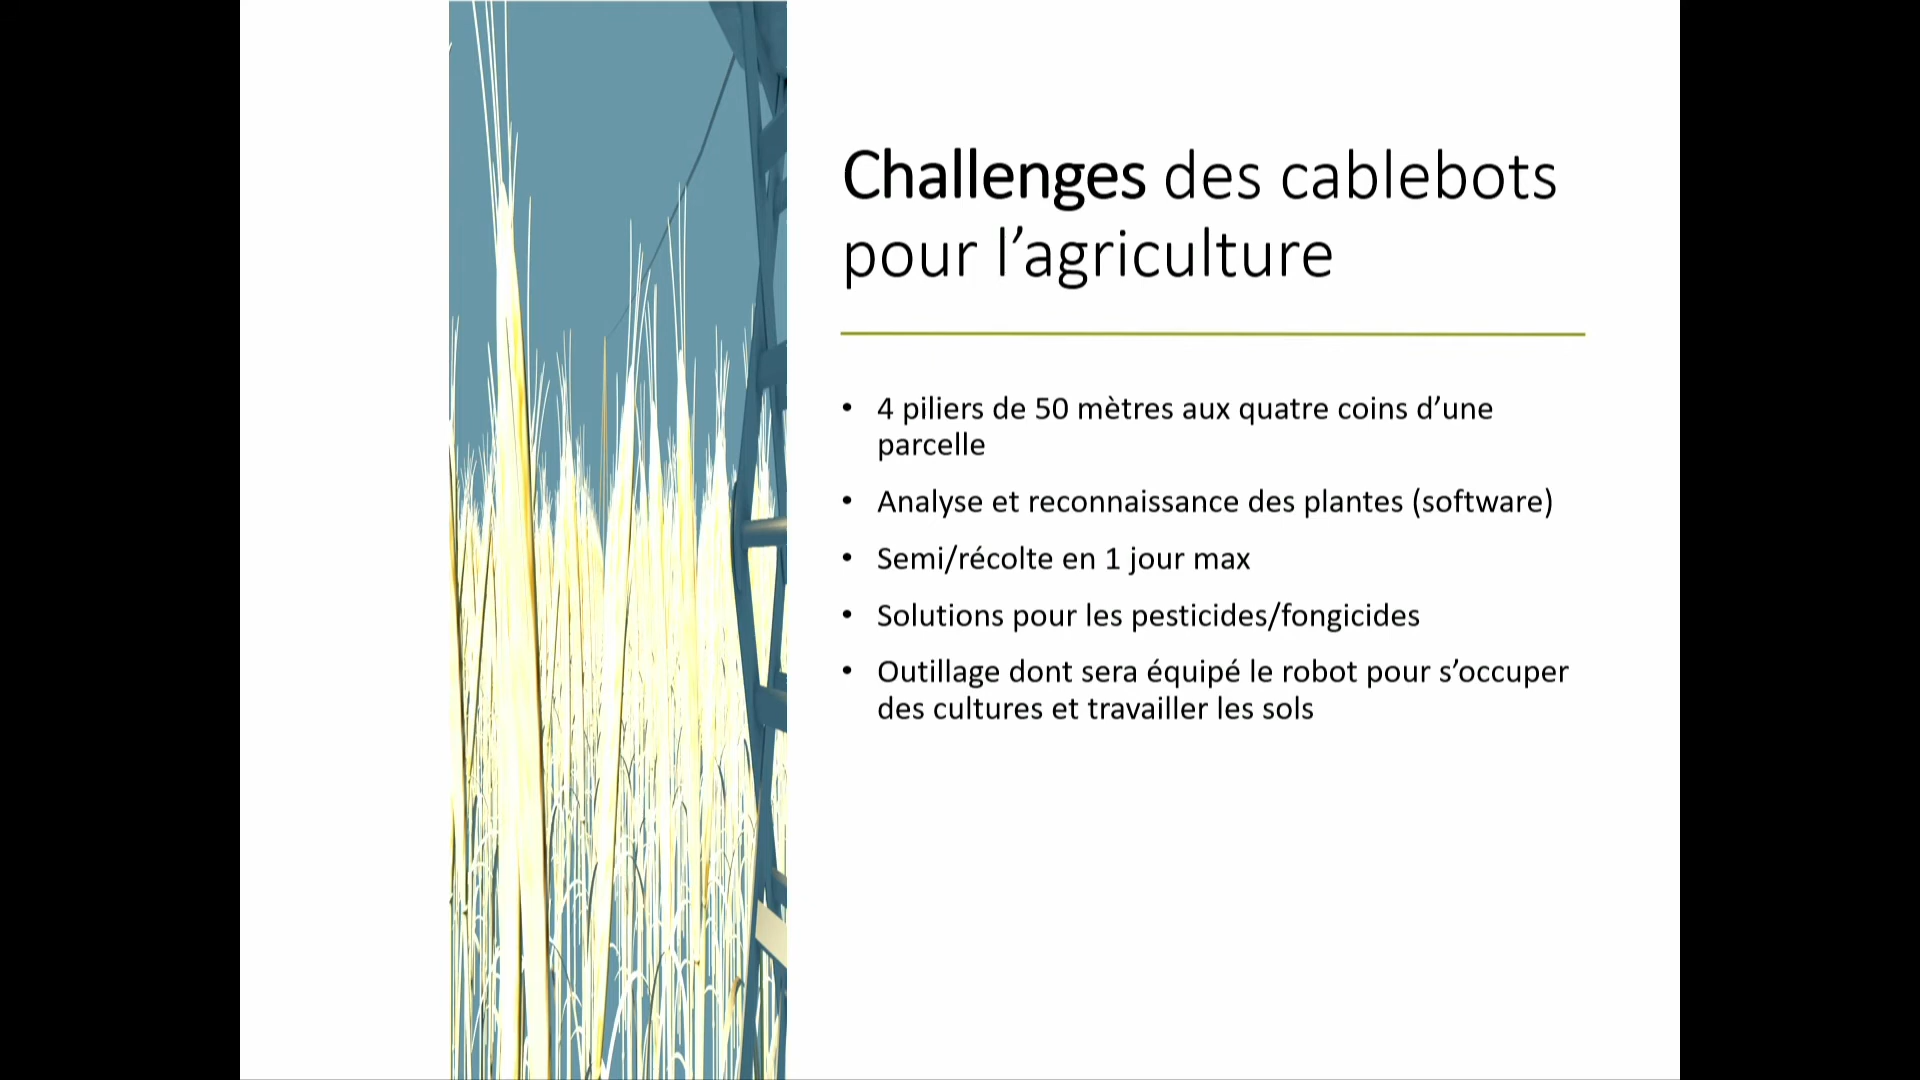 Challenges des cablebots
pour l’agriculture
• 4 piliers de 50 mètres aux quatre coins d’une
parcelle
• Analyse et reconnaissance des plantes (software)
• Semi/récolte en 1 jour max
• Solutions pour les pesticides/fongicides
• Outillage dont sera équipé le robot pour s’occuper
des cultures et travailler les sols